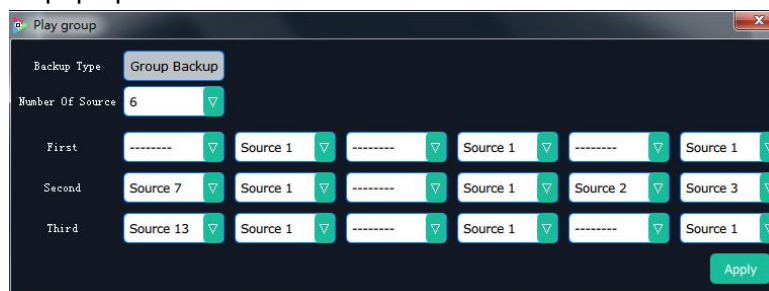 Play group
Backup Type Group Backup
Number Of Source 6
First -------- Source 1 -------- Source 1 -------- Source 1
Second Source 7 Source 1 -------- Source 1 Source 2 Source 3
Third Source 13 Source 1 -------- Source 1 -------- Source 1
Apply